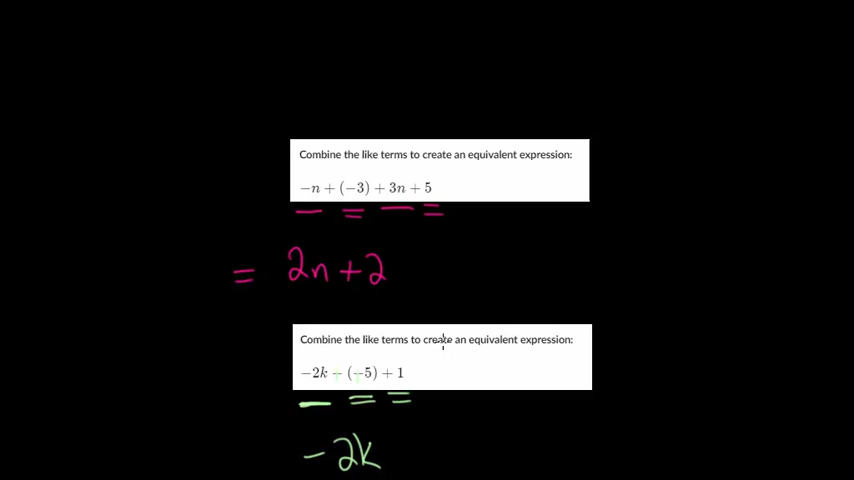 Combine the like terms to create an equivalent expression:
−n + (−3) + 3n + 5
= 2n + 2
Combine the like terms to create an equivalent expression:
−2k − (−5) + 1
− 2k